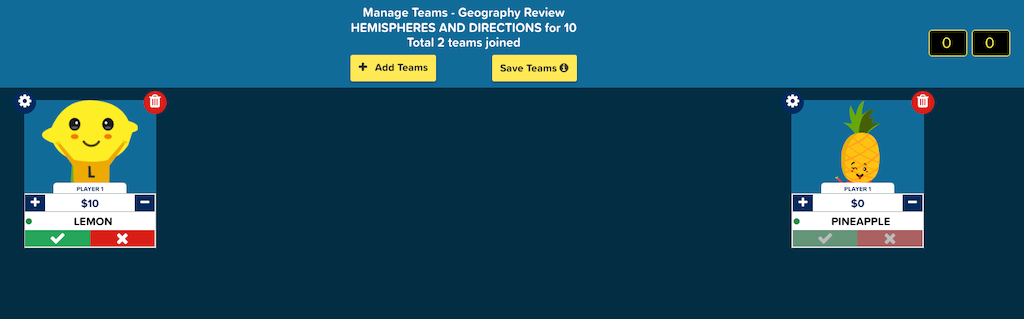 Manage Teams - Geography Review
HEMISPHERES AND DIRECTIONS for 10
Total 2 teams joined
+ Add Teams
Save Teams
0 0
L
PLAYER 1
+ $10 -
LEMON
PLAYER 1
+ $0 -
PINEAPPLE